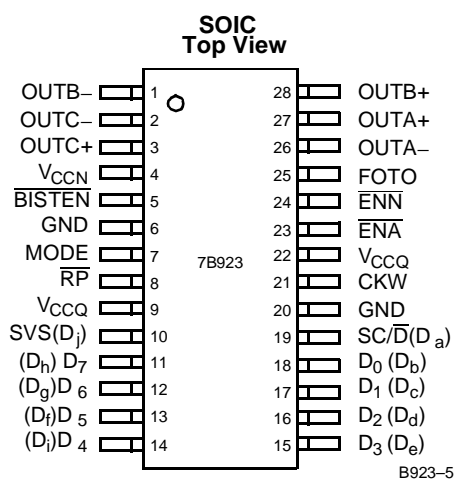 SOIC
Top View
OUTB– 1 28 OUTB+
OUTC– 2 27 OUTA+
OUTC+ 3 26 OUTA–
VCCN 4 25 FOTO
BISTEN 5 24 ENN
GND 6 23 ENA
MODE 7 7B923 22 VCCQ
RP 8 21 CKW
VCCQ 9 20 GND
SVS(Dj) 10 19 SC/D(Da)
(Dh) D7 11 18 D0 (Db)
(Dg)D6 12 17 D1 (Dc)
(Df)D5 13 16 D2 (Dd)
(Di)D4 14 15 D3 (De)
B923–5